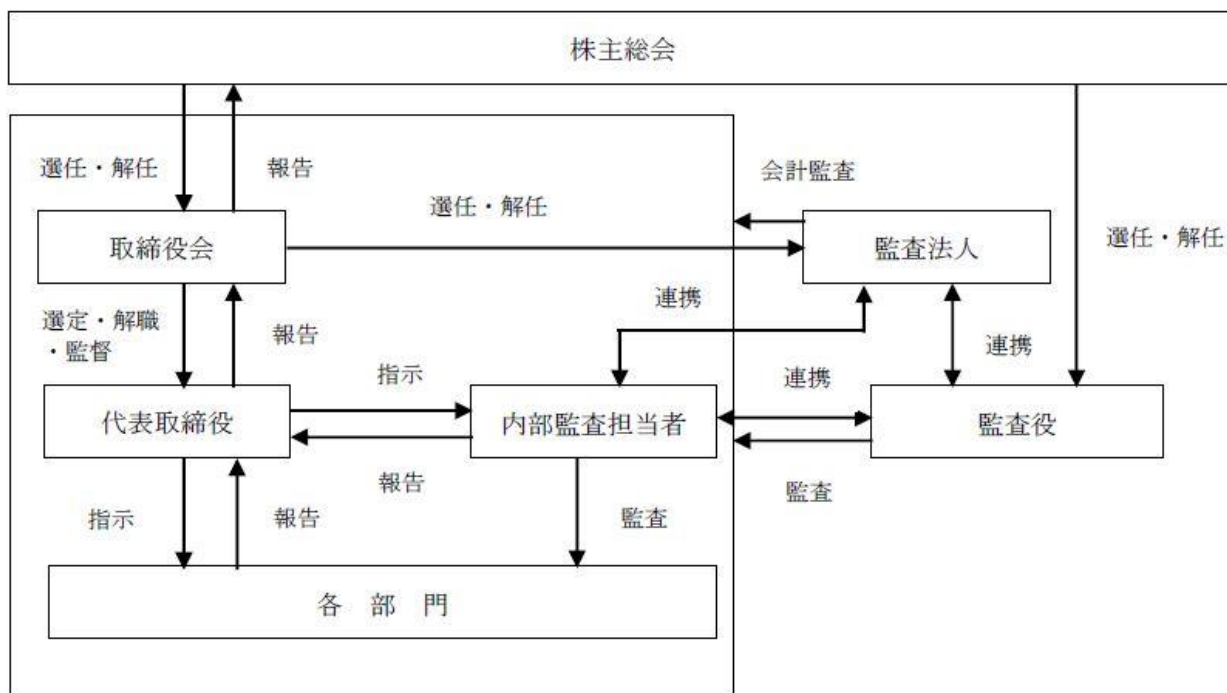 株主総会
選任・解任
報告
会計監査
選任・解任
選任・解任
取締役会
監査法人
連携
選定・解職
・監督
報告
連携
指示
連携
代表取締役
内部監査担当者
監査役
報告
監査
指示
報告
監査
各 部 門